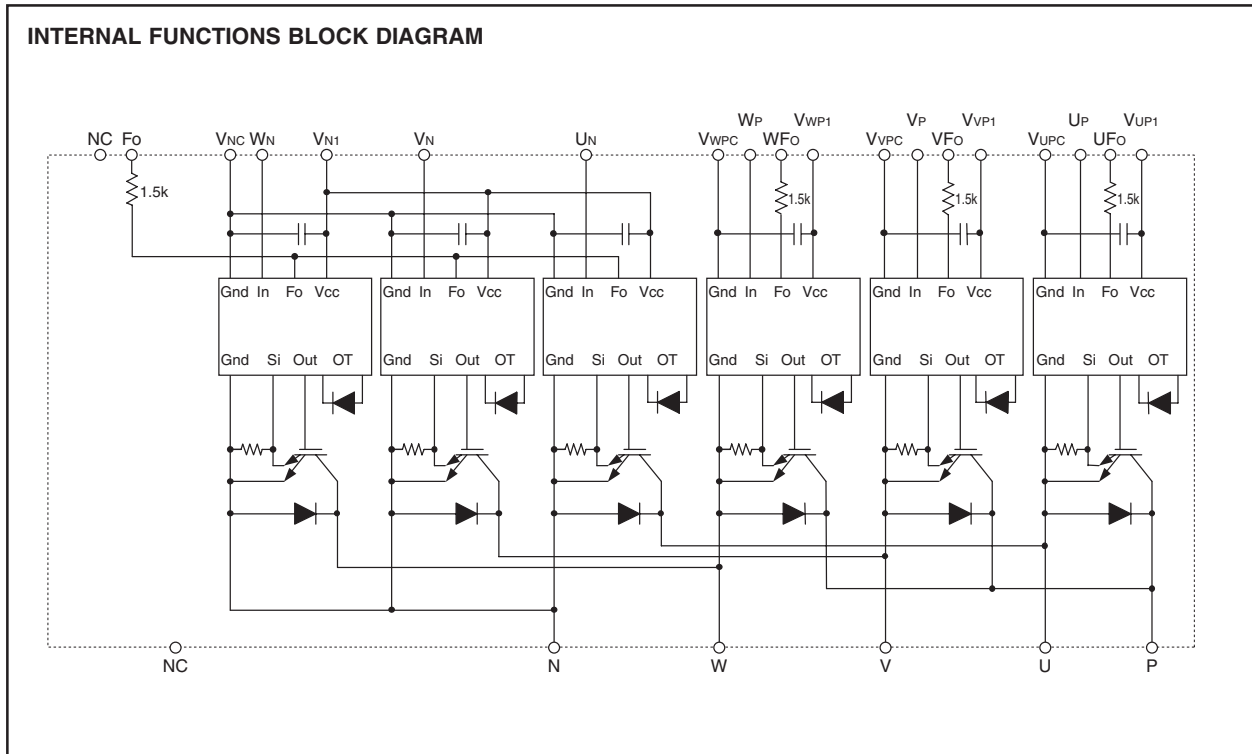 INTERNAL FUNCTIONS BLOCK DIAGRAM
WP VWP1 VP VVP1 UP VUP1
NC FO VNC WN VN1 VN UN VWPC WFO VVPC VFO VUPC UFO
1.5k 1.5k 1.5k 1.5k
Gnd In Fo Vcc Gnd In Fo Vcc Gnd In Fo Vcc Gnd In Fo Vcc Gnd In Fo Vcc Gnd In Fo Vcc
Gnd Si Out OT Gnd Si Out OT Gnd Si Out OT Gnd Si Out OT Gnd Si Out OT Gnd Si Out OT
NC N W V U P